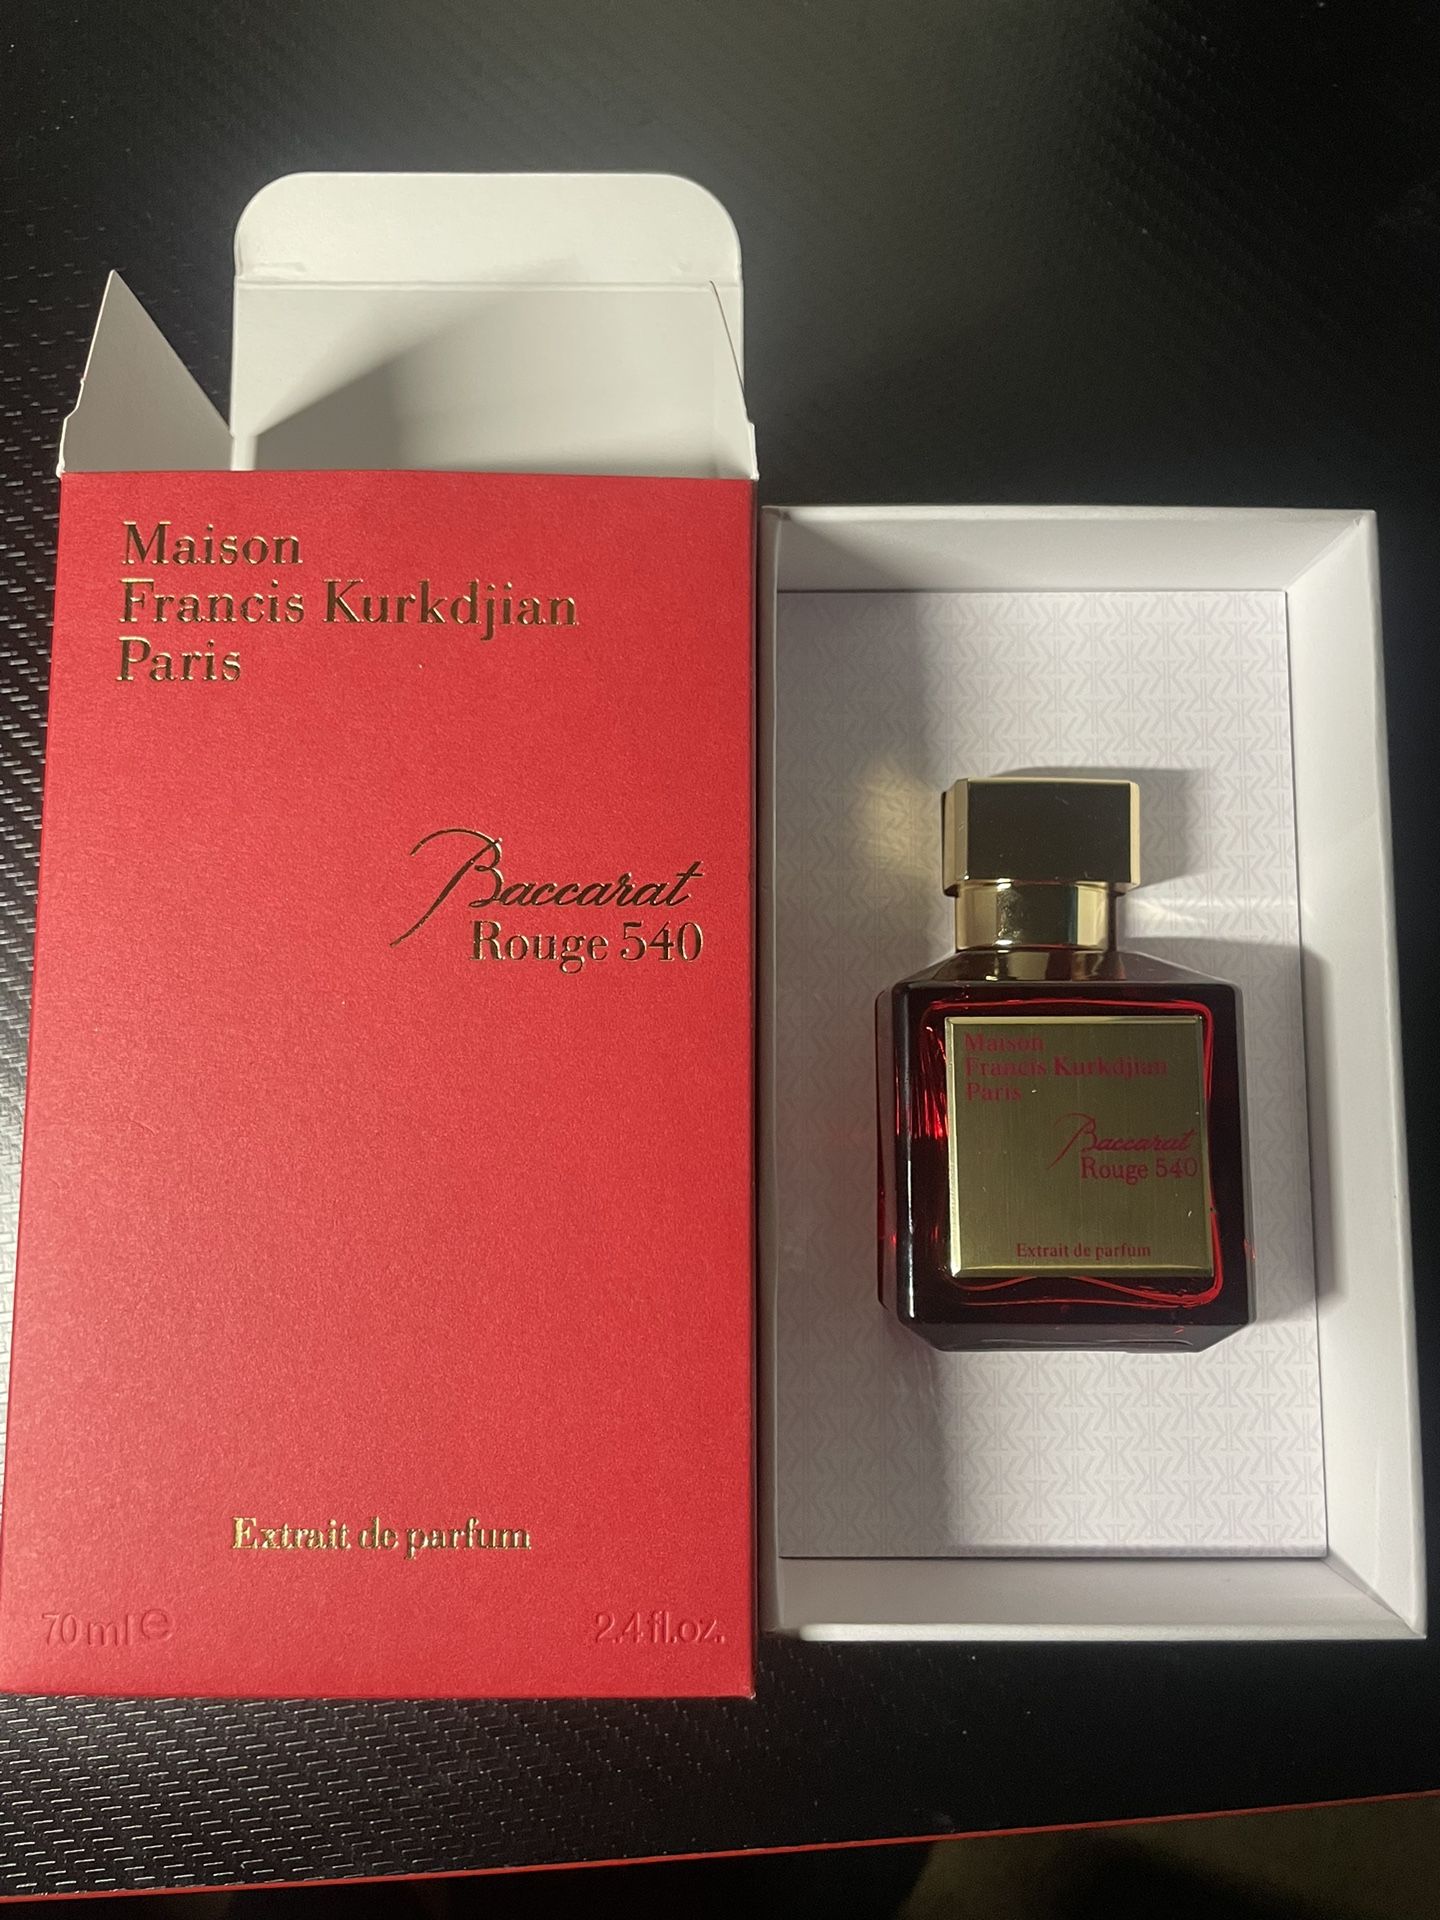 Maison
Francis Kurkdjian
Paris
Baccarat
Rouge 540
Extrait de parfum
70 ml ℮
2.4 fl.oz.
Maison
Francis Kurkdjian
Paris
Baccarat
Rouge 540
Extrait de parfum